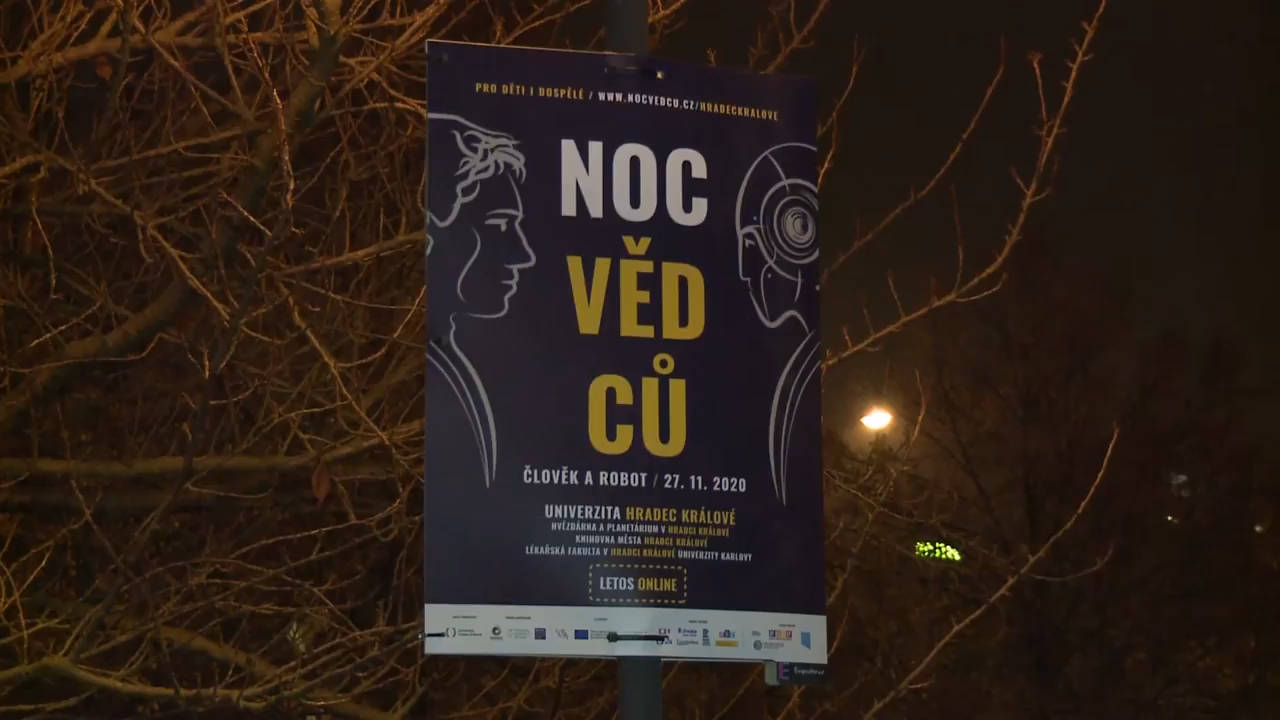 PRO DĚTI I DOSPĚLÉ / WWW.NOCVEDCU.CZ/HRADECKRALOVE
NOC
VĚD
CŮ
ČLOVĚK A ROBOT / 27. 11. 2020
UNIVERZITA HRADEC KRÁLOVÉ
HVĚZDÁRNA A PLANETÁRIUM V HRADCI KRÁLOVÉ
KNIHOVNA MĚSTA HRADCE KRÁLOVÉ
LÉKAŘSKÁ FAKULTA V HRADCI KRÁLOVÉ UNIVERZITY KARLOVY
LETOS ONLINE